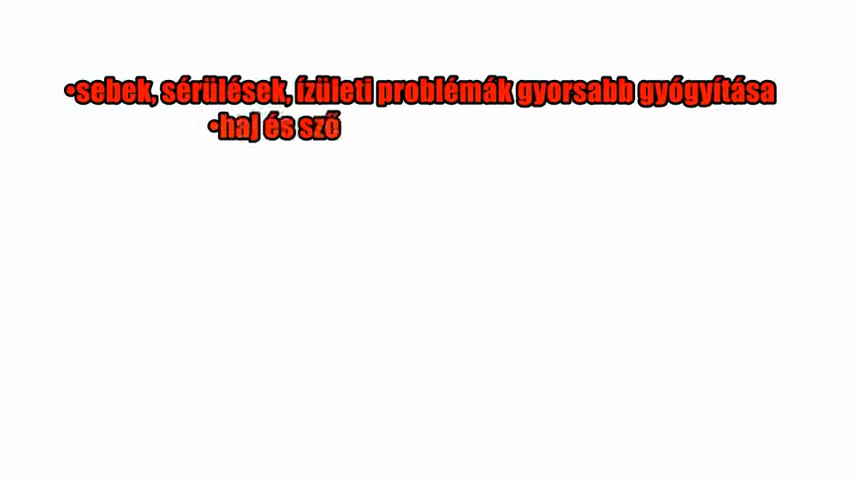 •sebek, sérülések, ízületi problémák gyorsabb gyógyítása
•haj és sző